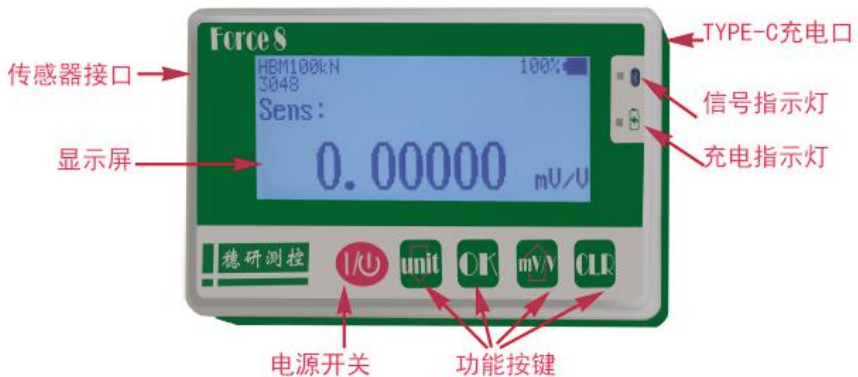 Force 8
TYPE-C充电口
HBM100kN 100%
3048
传感器接口
Sens:
信号指示灯
显示屏
充电指示灯
0.00000 mV/V
穗研测控
I/
unit
OK
mV/V
CLR
电源开关
功能按键